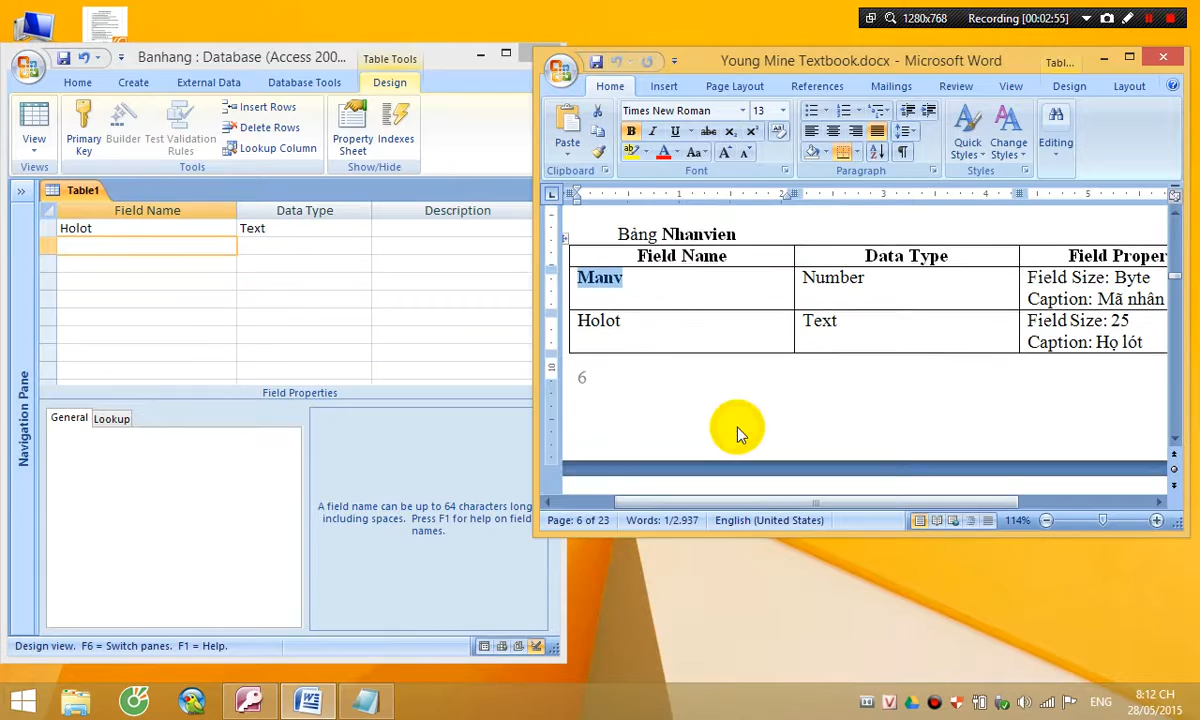 1280x768 Recording [00:02:55]
Banhang : Database (Access 200... Table Tools
Home Create External Data Database Tools Design
View
Primary Key
Builder
Test Validation Rules
Insert Rows
Delete Rows
Lookup Column
Property Sheet
Indexes
Views Tools Show/Hide
Table1
Field Name Data Type Description
Holot Text
Navigation Pane
Field Properties
General Lookup
A field name can be up to 64 characters long,
including spaces. Press F1 for help on field
names.
Design view. F6 = Switch panes. F1 = Help.
Young Mine Textbook.docx - Microsoft Word Tabl...
Home Insert Page Layout References Mailings Review View Design Layout
Paste
Times New Roman 13
Quick Styles
Change Styles
Editing
Clipboard Font Paragraph Styles
1 2 3 4 5
Bảng Nhanvien
Field Name Data Type Field Proper
Manv Number Field Size: Byte
Caption: Mã nhân
Holot Text Field Size: 25
Caption: Họ lót
6
Page: 6 of 23 Words: 1/2.937 English (United States) 114%
ENG
8:12 CH
28/05/2015